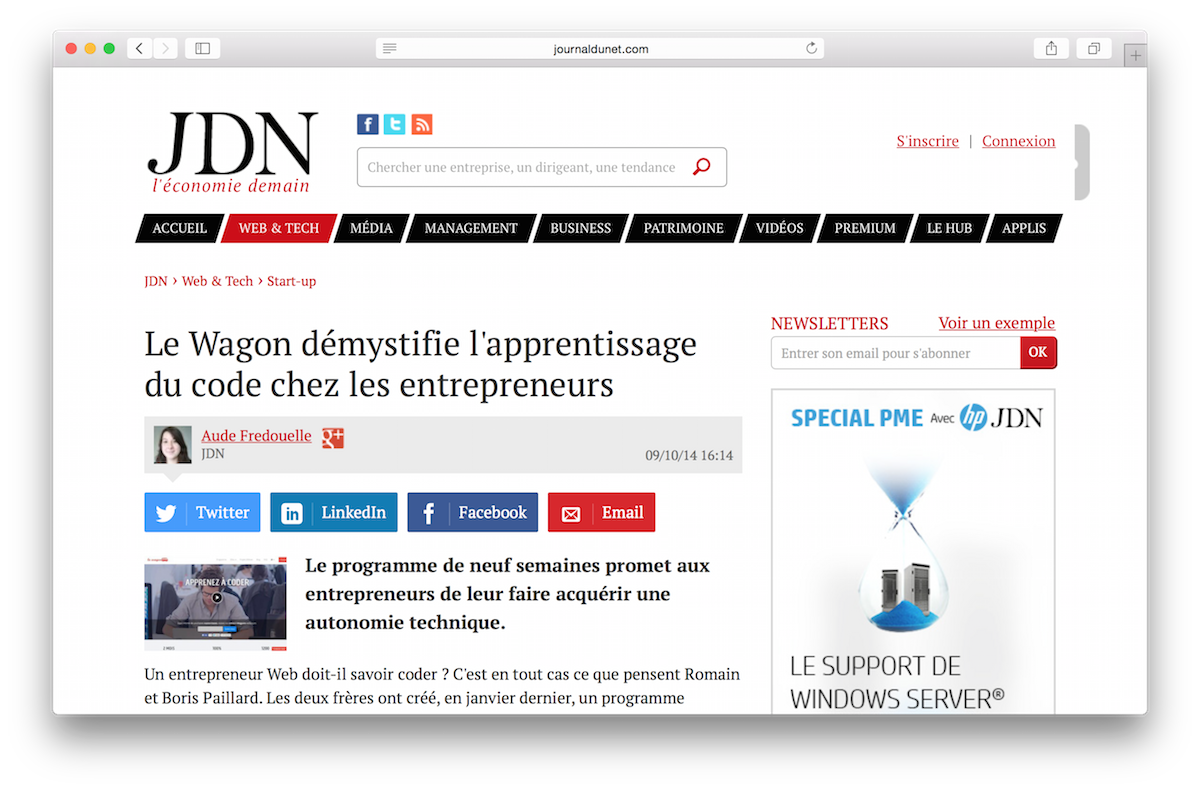 journaldunet.com
JDN
l'économie demain
Chercher une entreprise, un dirigeant, une tendance
S'inscrire | Connexion
ACCUEIL WEB & TECH MÉDIA MANAGEMENT BUSINESS PATRIMOINE VIDÉOS PREMIUM LE HUB APPLIS
JDN › Web & Tech › Start-up
Le Wagon démystifie l'apprentissage
du code chez les entrepreneurs
Aude Fredouelle
JDN
09/10/14 16:14
Twitter LinkedIn Facebook Email
APPRENEZ À CODER
Le programme de neuf semaines promet aux
entrepreneurs de leur faire acquérir une
autonomie technique.
Un entrepreneur Web doit-il savoir coder ? C'est en tout cas ce que pensent Romain
et Boris Paillard. Les deux frères ont créé, en janvier dernier, un programme
NEWSLETTERS Voir un exemple
Entrer son email pour s'abonner OK
SPECIAL PME Avec hp JDN
LE SUPPORT DE
WINDOWS SERVER®